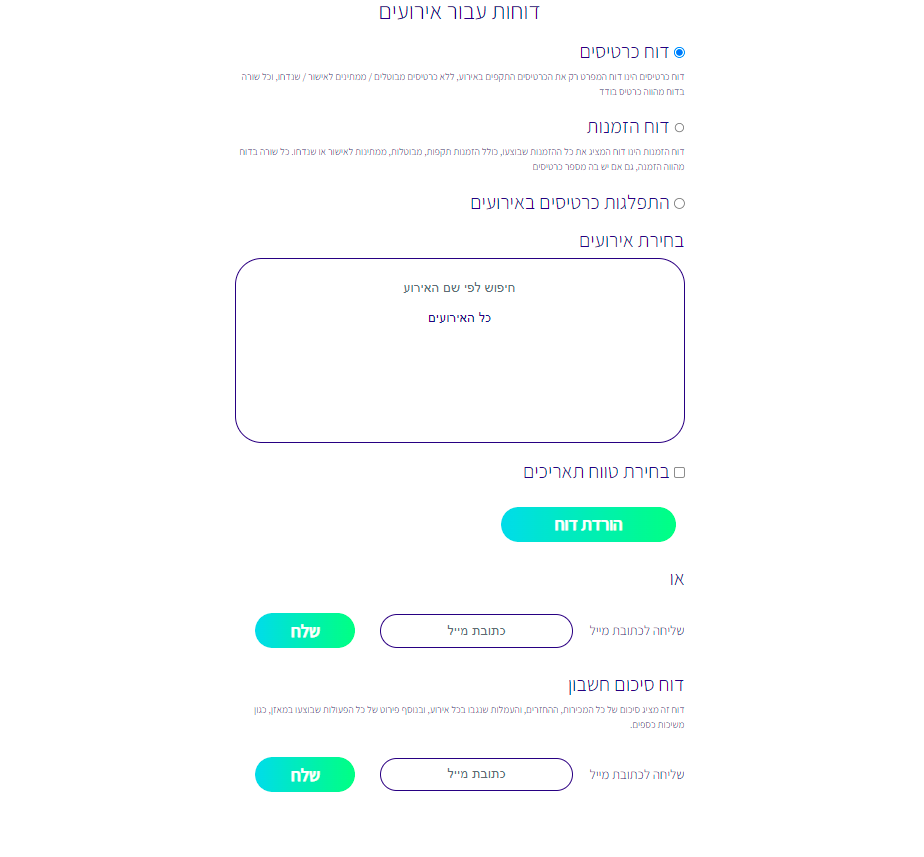 דוחות עבור אירועים
דוח כרטיסים
דוח כרטיסים הינו דוח המפרט רק את הכרטיסים התקפים באירוע, ללא כרטיסים מבוטלים / ממתינים לאישור / שנדחו, וכל שורה
בדוח מהווה כרטיס בודד
דוח הזמנות
דוח הזמנות הינו דוח המציג את כל ההזמנות שבוצעו, כולל הזמנות תקפות, מבוטלות, ממתינות לאישור או שנדחו. כל שורה בדוח
מהווה הזמנה, גם אם יש בה מספר כרטיסים
התפלגות כרטיסים באירועים
בחירת אירועים
חיפוש לפי שם האירוע
כל האירועים
בחירת טווח תאריכים
הורדת דוח
או
שליחה לכתובת מייל כתובת מייל שלח
דוח סיכום חשבון
דוח זה מציג סיכום של כל המכירות, ההחזרים, והעמלות שנגבו בכל אירוע, ובנוסף פירוט של כל הפעולות שבוצעו במאזן, כגון
משיכות כספים.
שליחה לכתובת מייל כתובת מייל שלח